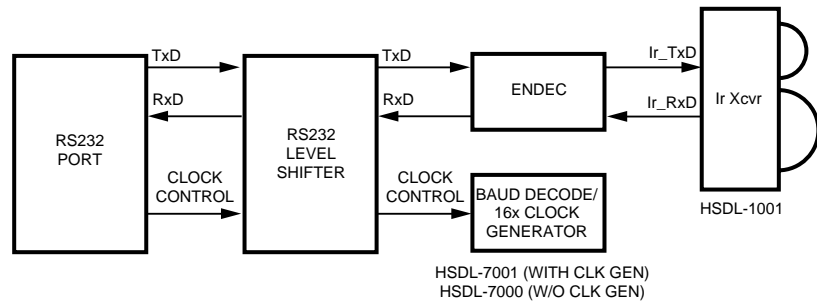 TxD
TxD
Ir_TxD
RxD
RxD
Ir_RxD
RS232
PORT
RS232
LEVEL
SHIFTER
ENDEC
Ir Xcvr
CLOCK
CONTROL
CLOCK
CONTROL
BAUD DECODE/
16x CLOCK
GENERATOR
HSDL-1001
HSDL-7001 (WITH CLK GEN)
HSDL-7000 (W/O CLK GEN)